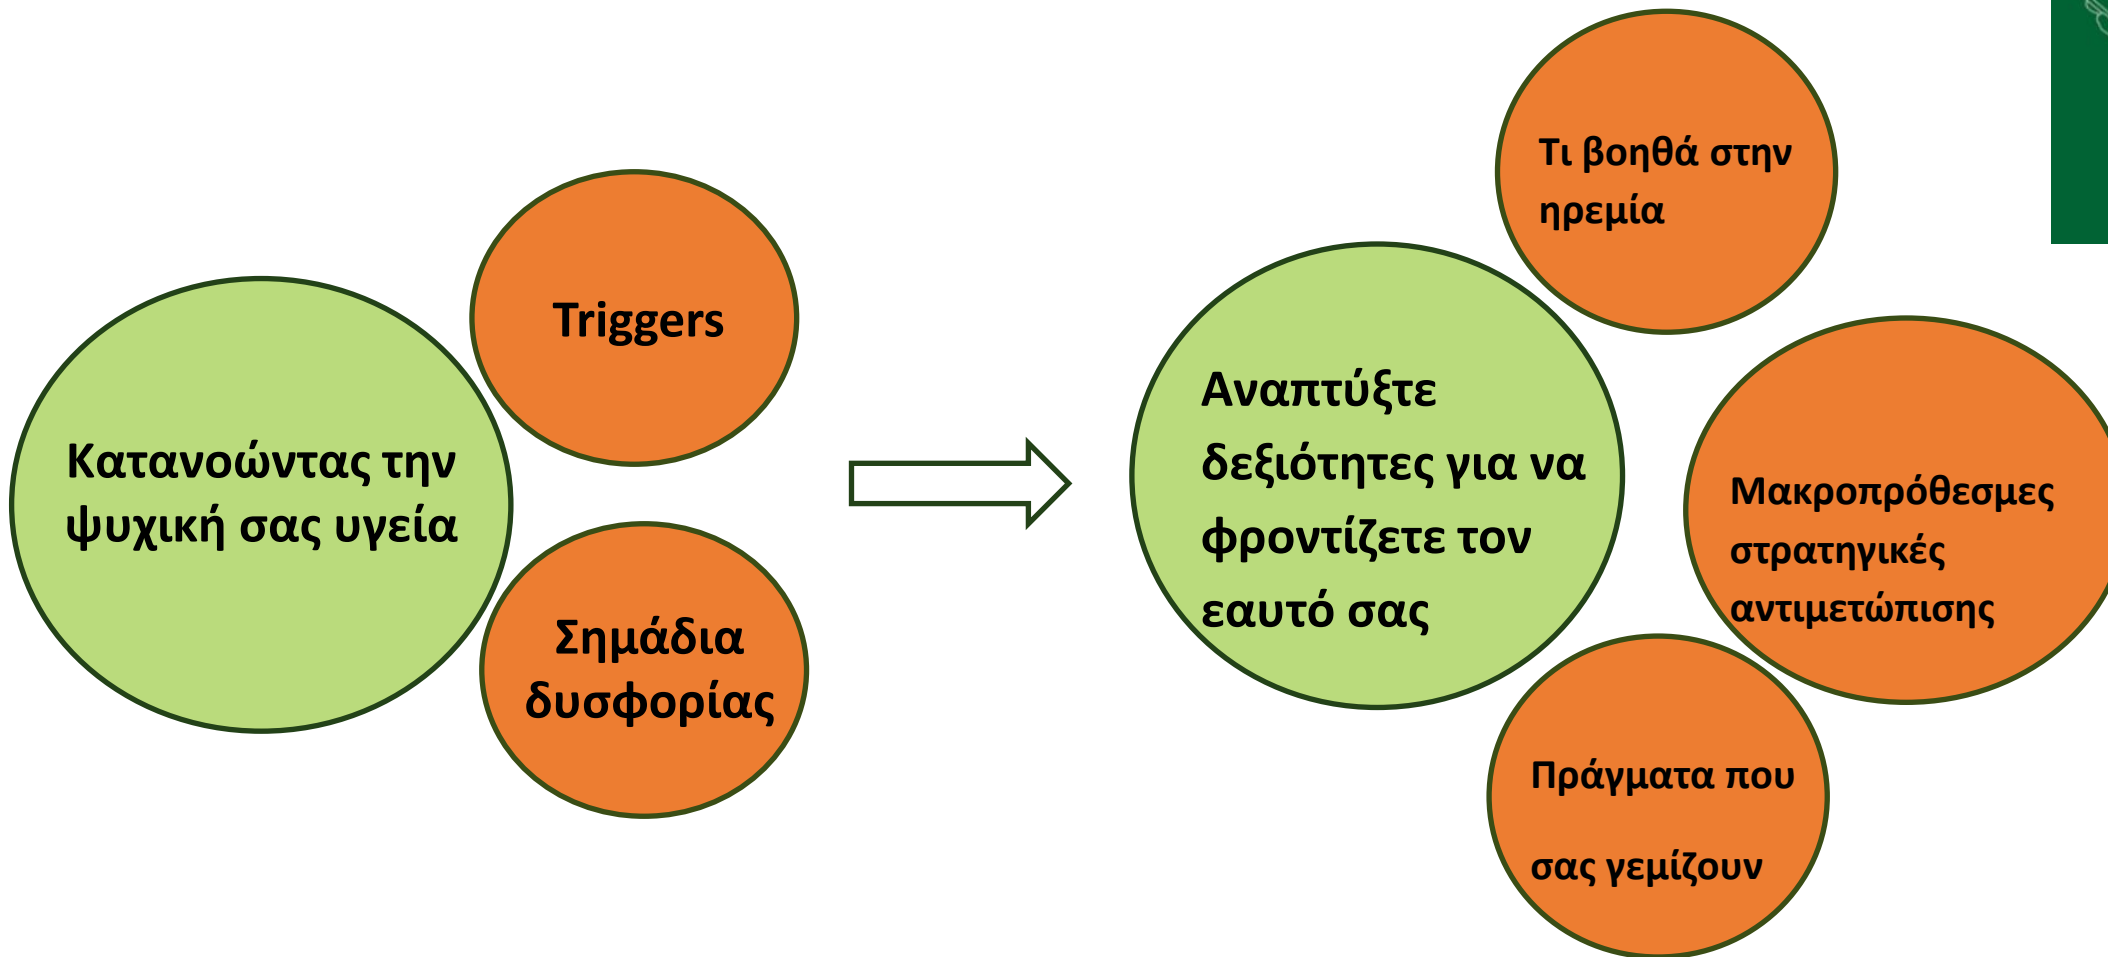 Κατανοώντας την
ψυχική σας υγεία
Triggers
Σημάδια
δυσφορίας
Αναπτύξτε
δεξιότητες για να
φροντίζετε τον
εαυτό σας
Τι βοηθά στην
ηρεμία
Μακροπρόθεσμες
στρατηγικές
αντιμετώπισης
Πράγματα που
σας γεμίζουν